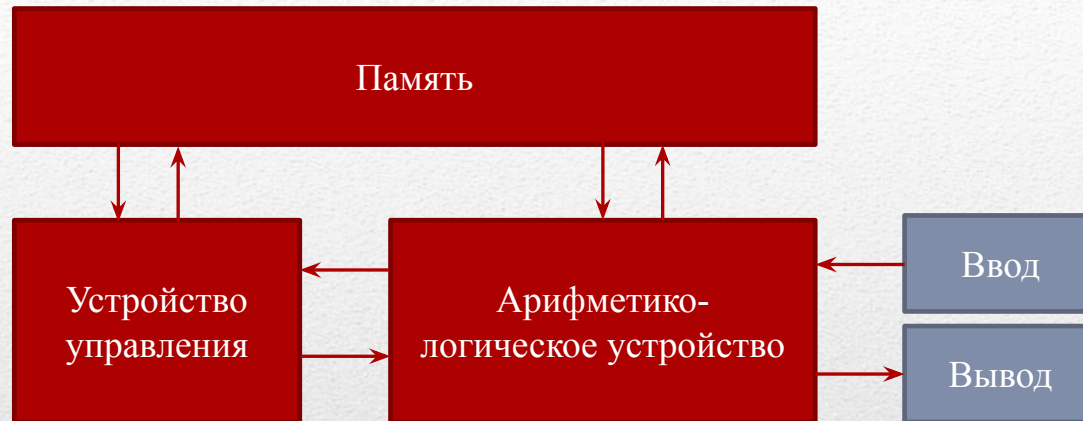 Память
Устройство
управления
Арифметико-
логическое устройство
Ввод
Вывод